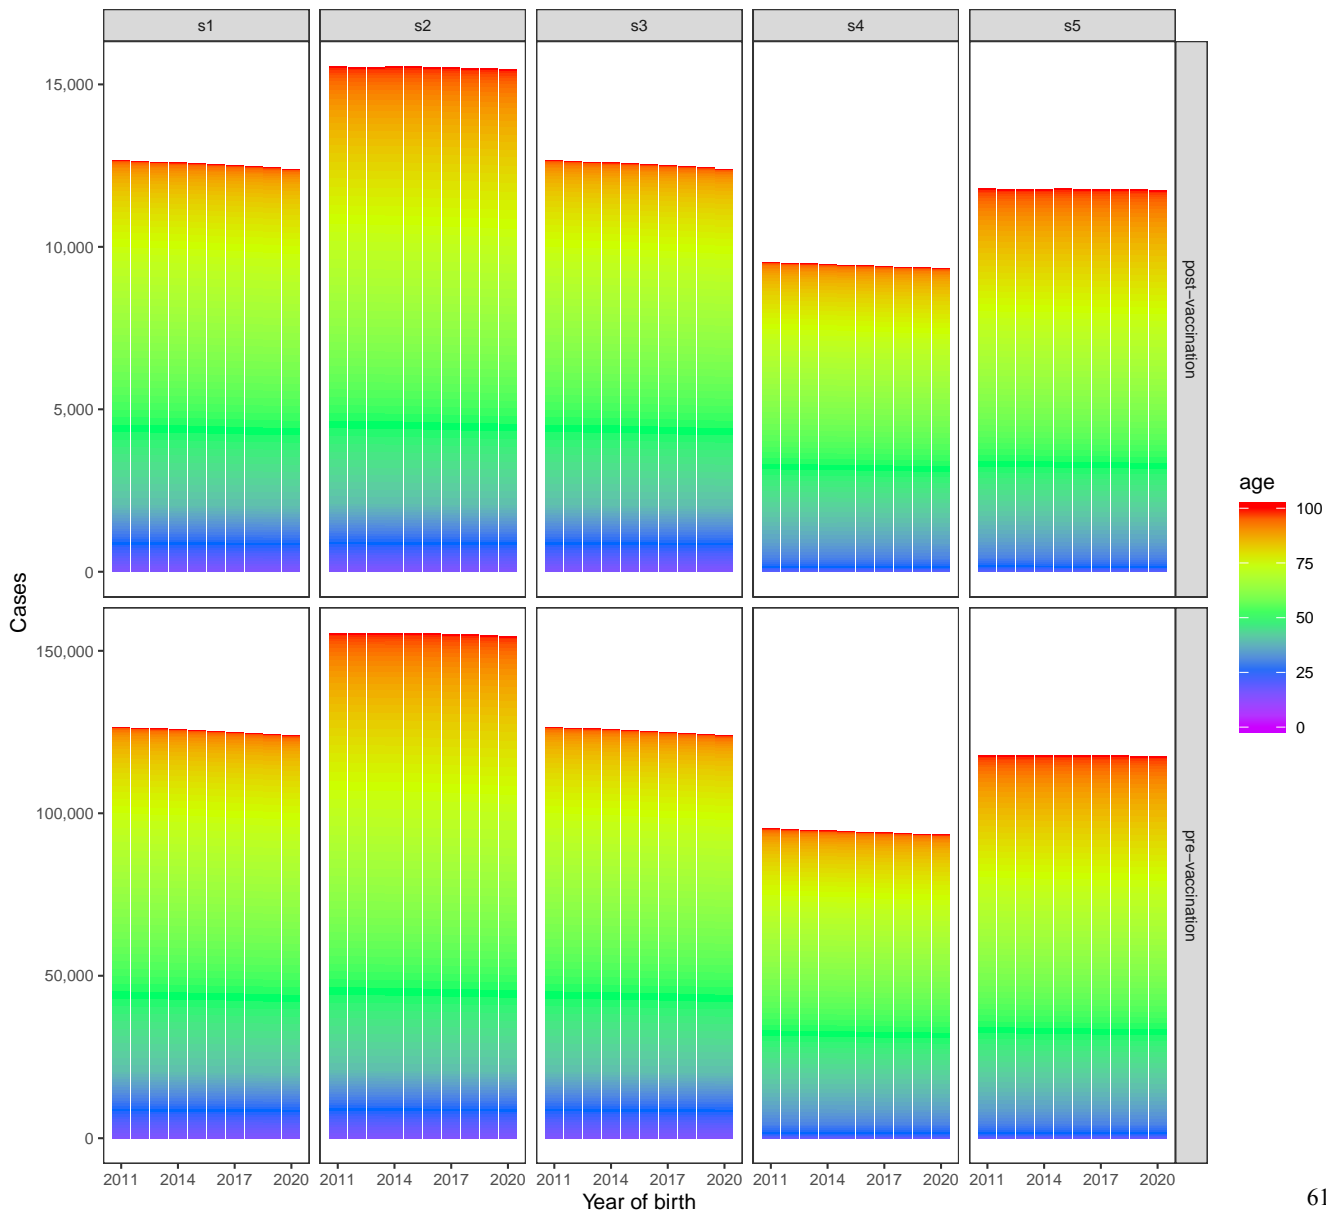 s1 s2 s3 s4 s5
15,000
10,000
5,000
0
post−vaccination
150,000
100,000
50,000
0
pre−vaccination
2011 2014 2017 2020 2011 2014 2017 2020 2011 2014 2017 2020 2011 2014 2017 2020 2011 2014 2017 2020
Year of birth
Cases
age
100
75
50
25
0
61